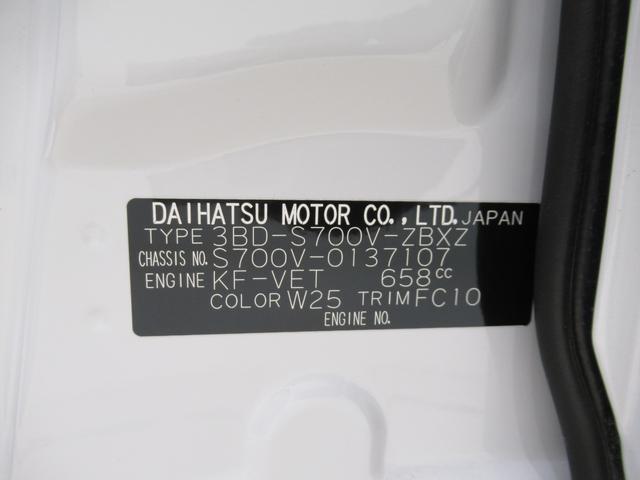 DAIHATSU MOTOR CO.,LTD. JAPAN
TYPE 3BD-S700V-ZBXZ
CHASSIS NO. S700V-0137107
ENGINE KF-VET 658cc
COLOR W25 TRIM FC10
ENGINE NO.